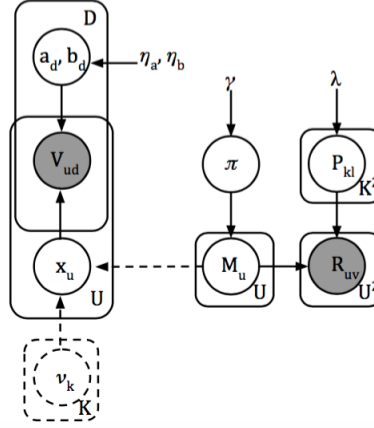 D
a_d, b_d
η_a, η_b
γ
λ
V_ud
π
P_kl
K²
x_u
U
M_u
U
R_uv
U²
ν_k
K